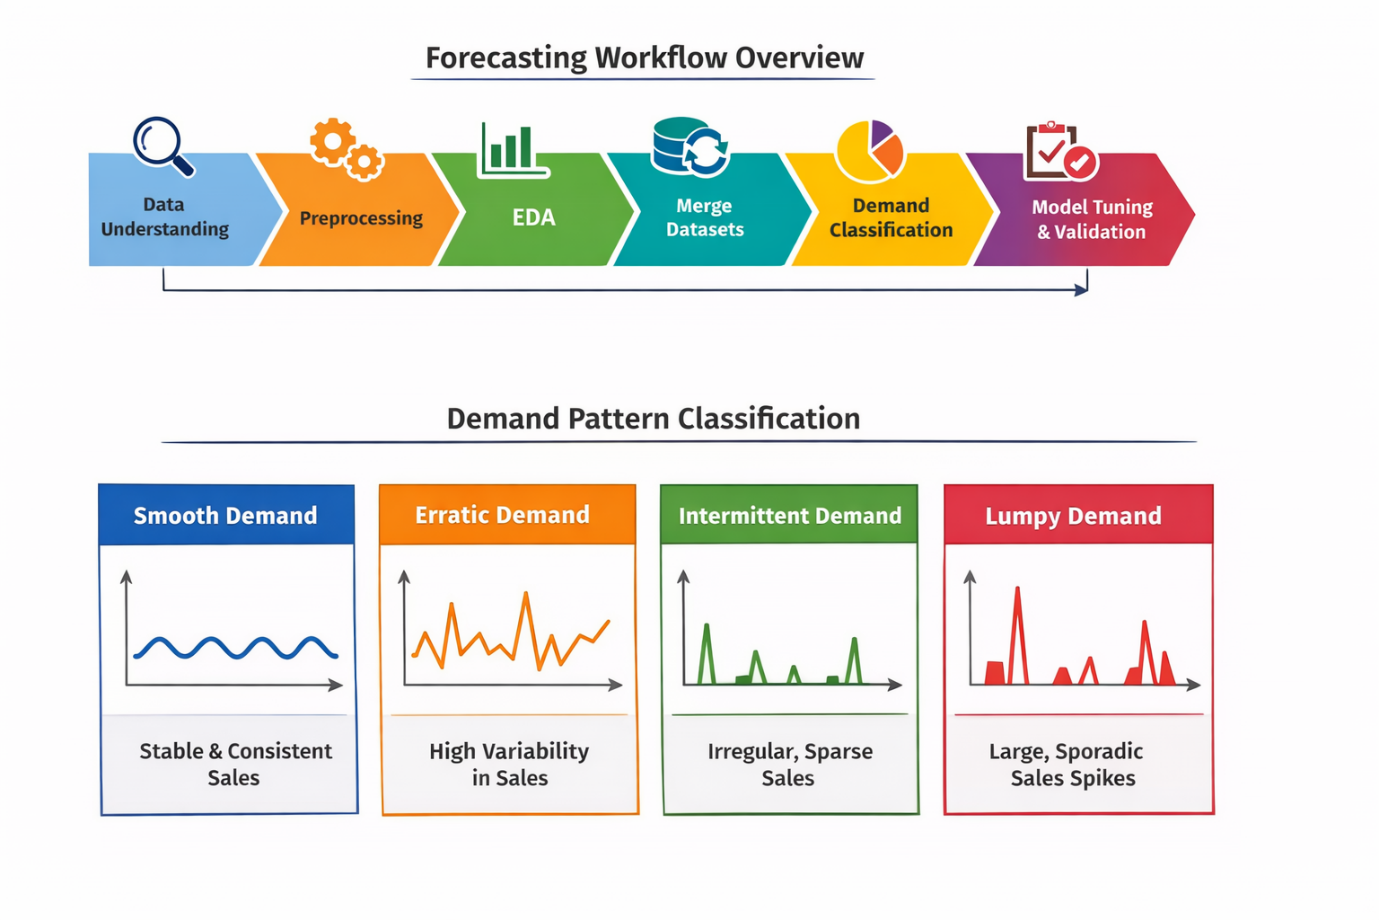 Forecasting Workflow Overview
Data
Understanding
Preprocessing
EDA
Merge
Datasets
Demand
Classification
Model Tuning
& Validation
Demand Pattern Classification
Smooth Demand
Stable & Consistent
Sales
Erratic Demand
High Variability
in Sales
Intermittent Demand
Irregular, Sparse
Sales
Lumpy Demand
Large, Sporadic
Sales Spikes